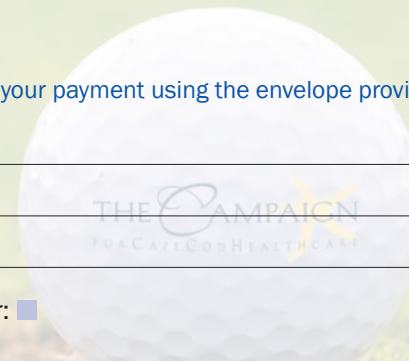 your payment using the envelope provi
THE CAMPAIGN
FOR CAPE COD HEALTHCARE
r: